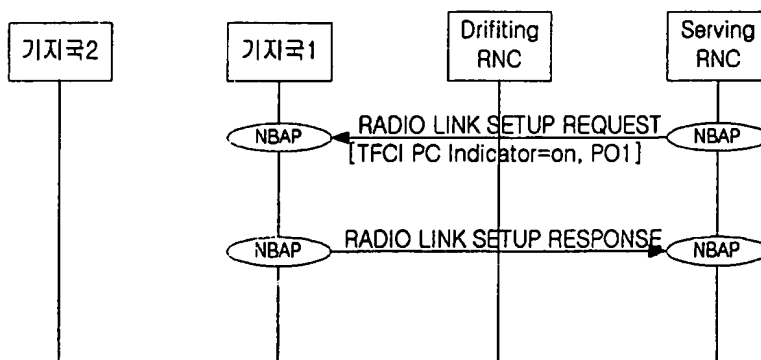 기지국2
기지국1
Drifiting
RNC
Serving
RNC
NBAP
RADIO LINK SETUP REQUEST
[TFCI PC Indicator=on, PO1]
NBAP
NBAP
RADIO LINK SETUP RESPONSE
NBAP